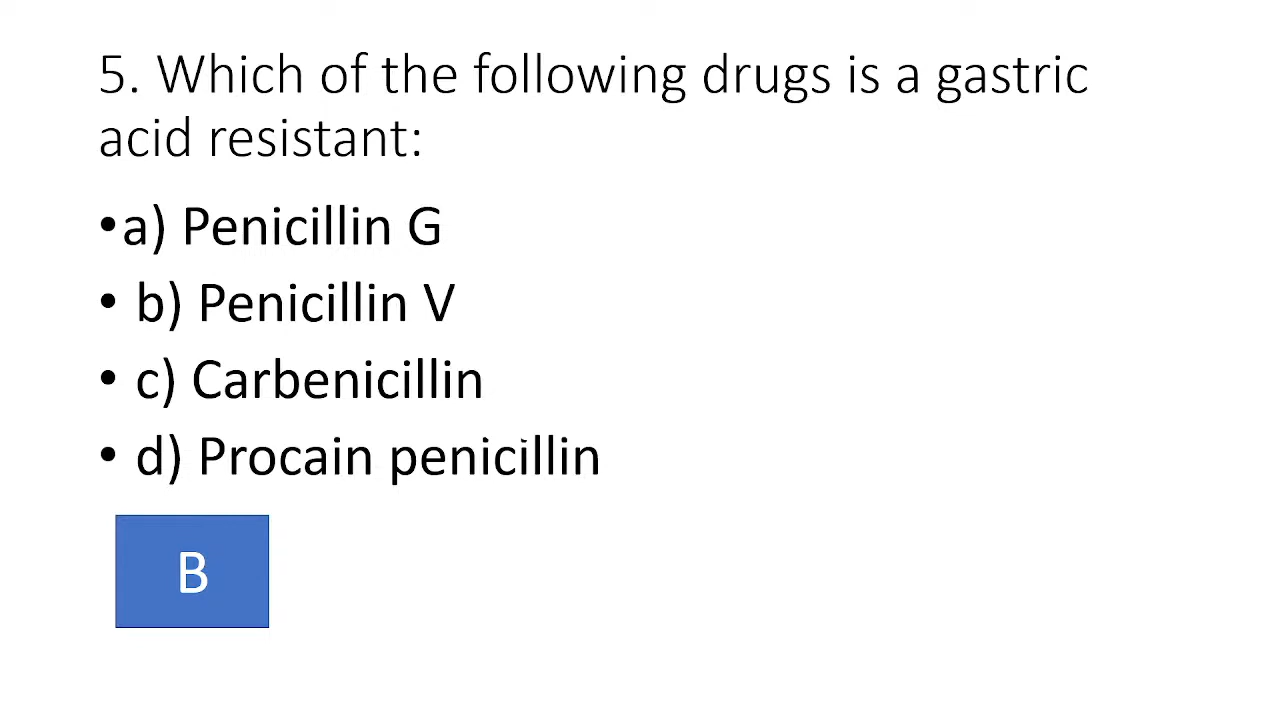 5. Which of the following drugs is a gastric
acid resistant:
•a) Penicillin G
• b) Penicillin V
• c) Carbenicillin
• d) Procain penicillin
B